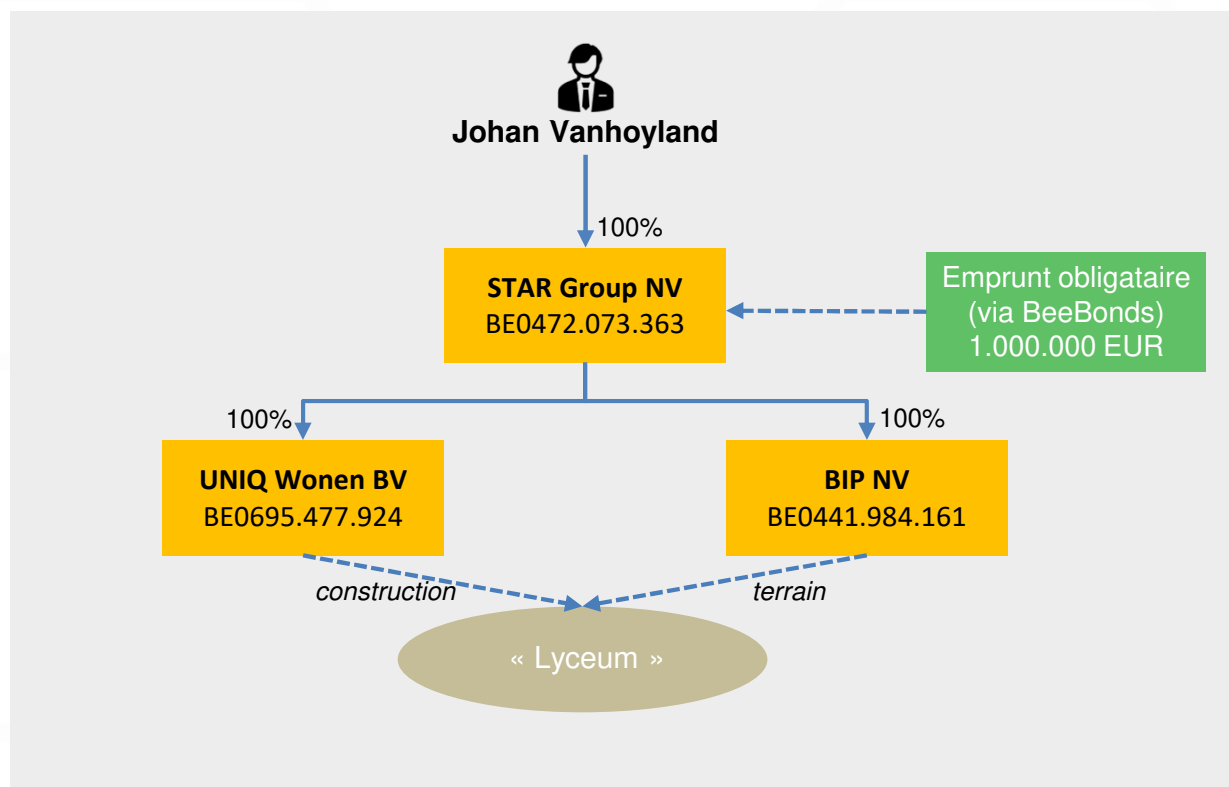 Johan Vanhoyland
100%
STAR Group NV
BE0472.073.363
Emprunt obligataire
(via BeeBonds)
1.000.000 EUR
100%
100%
UNIQ Wonen BV
BE0695.477.924
BIP NV
BE0441.984.161
construction
terrain
« Lyceum »